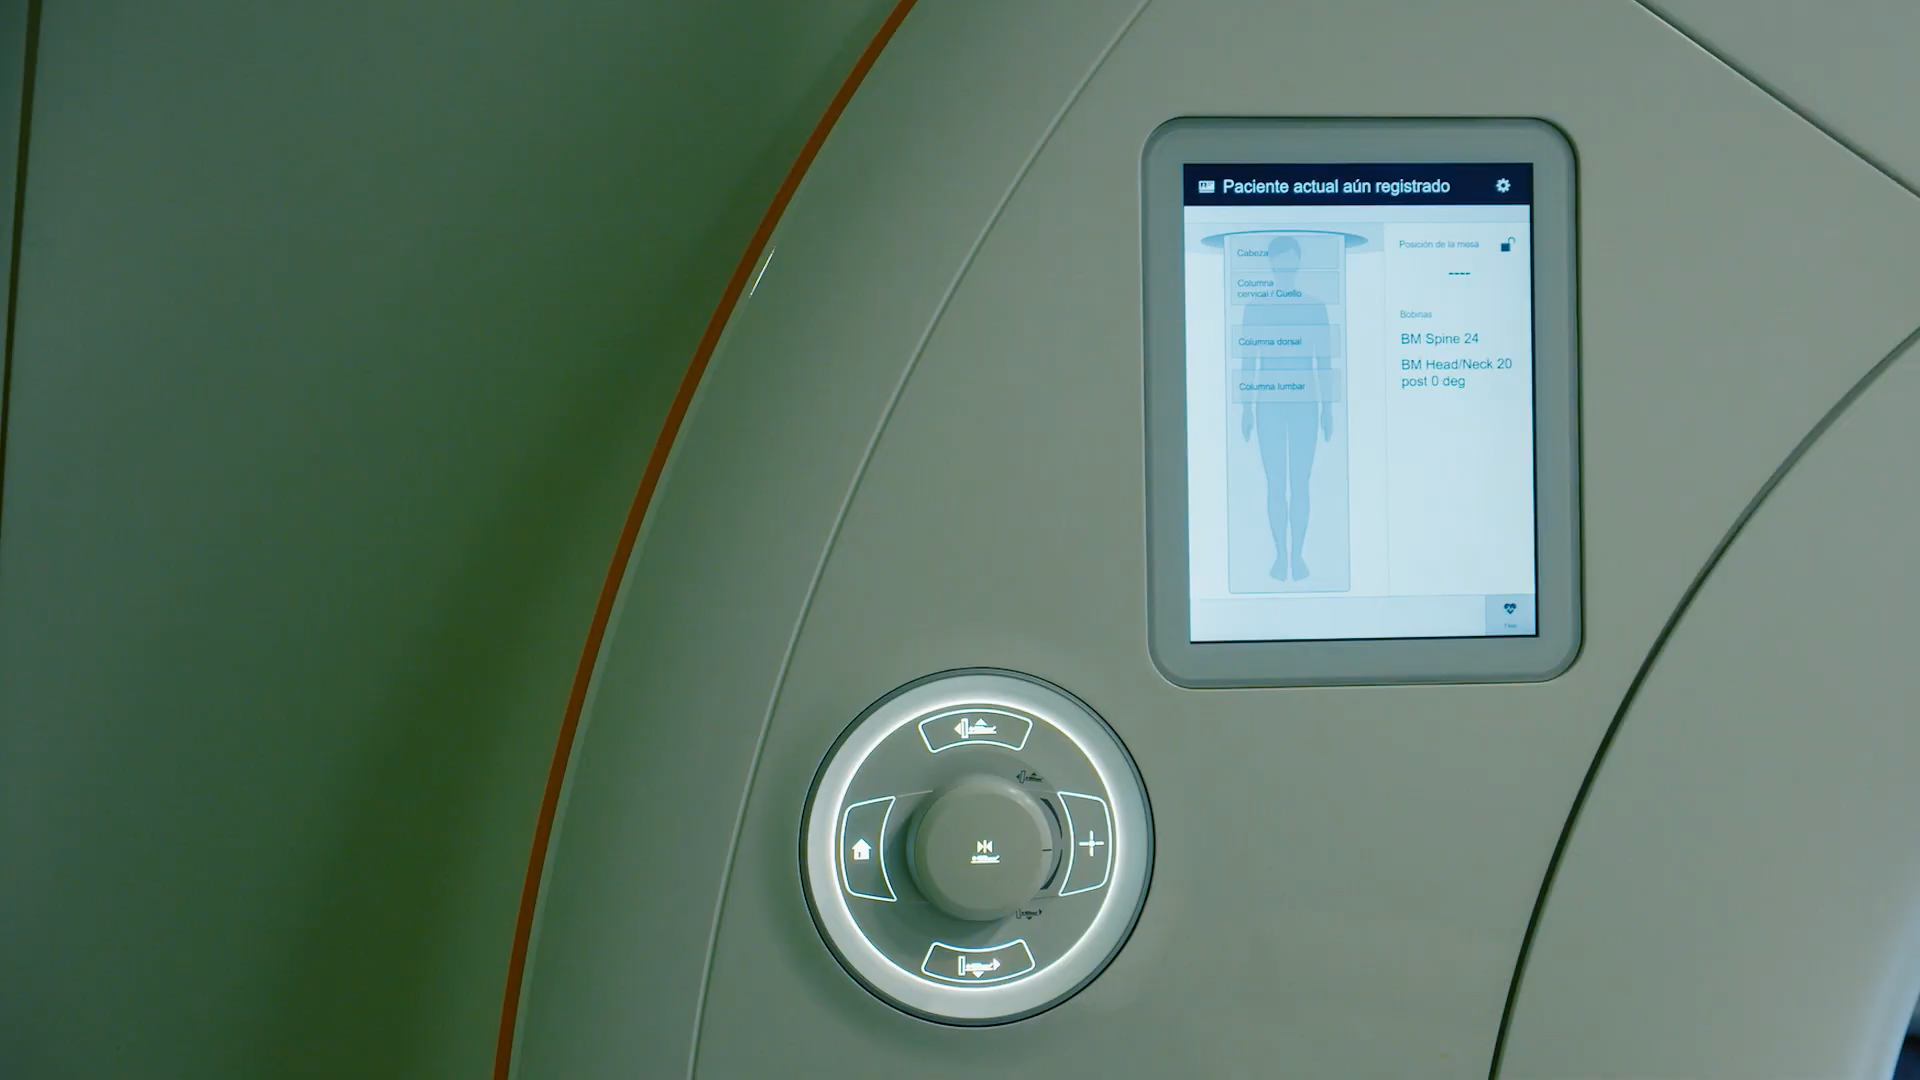 Paciente actual aún registrado
Cabeza
Columna
cervical / Cuello
Columna dorsal
Columna lumbar
Posición de la mesa
----
Bobinas
BM Spine 24
BM Head/Neck 20
post 0 deg